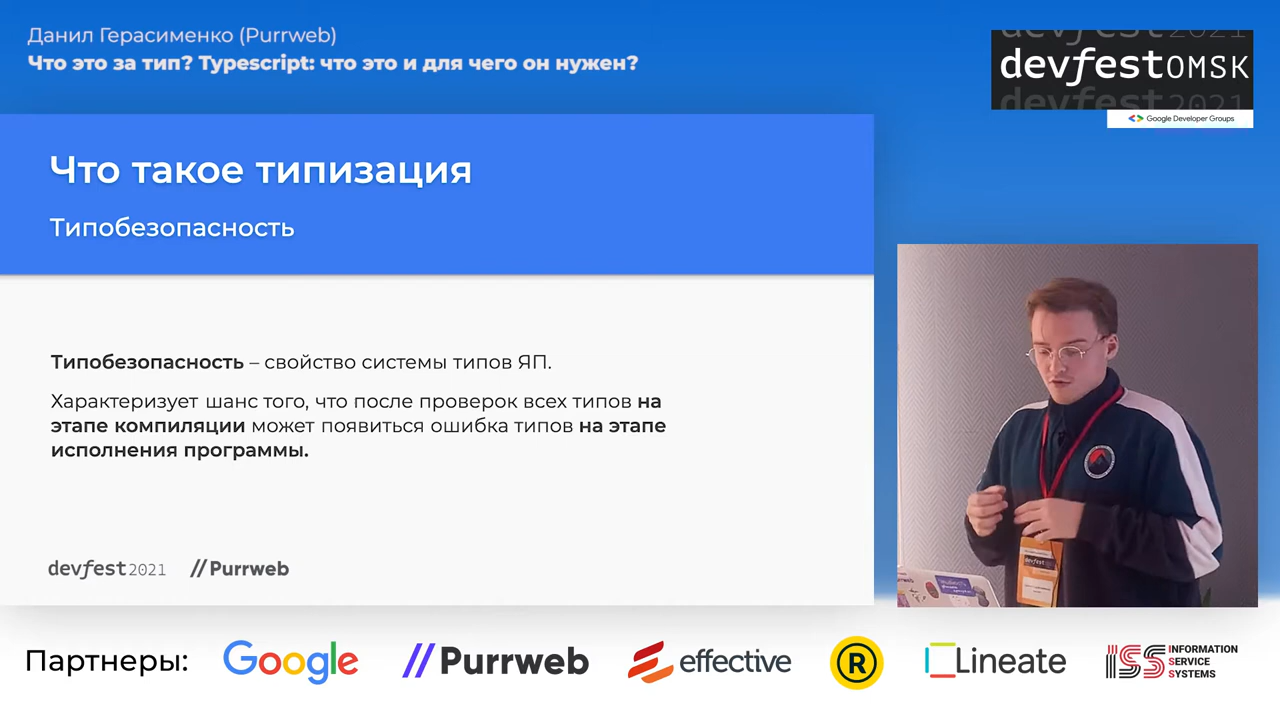 Данил Герасименко (Purrweb)
Что это за тип? Typescript: что это и для чего он нужен?
devfest2021
devfestOMSK
devfest2021
Google Developer Groups
Что такое типизация
Типобезопасность
Типобезопасность – свойство системы типов ЯП.
Характеризует шанс того, что после проверок всех типов на
этапе компиляции может появиться ошибка типов на этапе
исполнения программы.
devfest2021 //Purrweb
devfest
Партнеры: Google //Purrweb effective R Lineate ISS INFORMATION
SERVICE
SYSTEMS